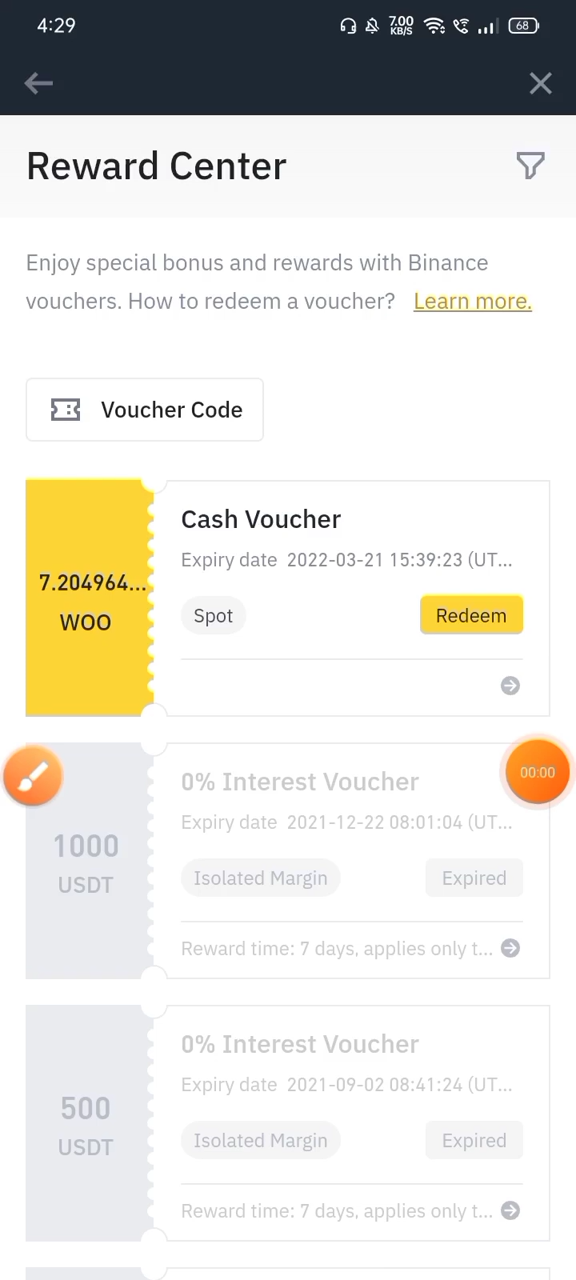 4:29
7.00
KB/S
68
Reward Center
Enjoy special bonus and rewards with Binance
vouchers. How to redeem a voucher? Learn more.
Voucher Code
Cash Voucher
Expiry date 2022-03-21 15:39:23 (UT...
7.204964...
WOO
Spot
Redeem
0% Interest Voucher
00:00
Expiry date 2021-12-22 08:01:04 (UT...
1000
USDT
Isolated Margin
Expired
Reward time: 7 days, applies only t...
0% Interest Voucher
Expiry date 2021-09-02 08:41:24 (UT...
500
USDT
Isolated Margin
Expired
Reward time: 7 days, applies only t...